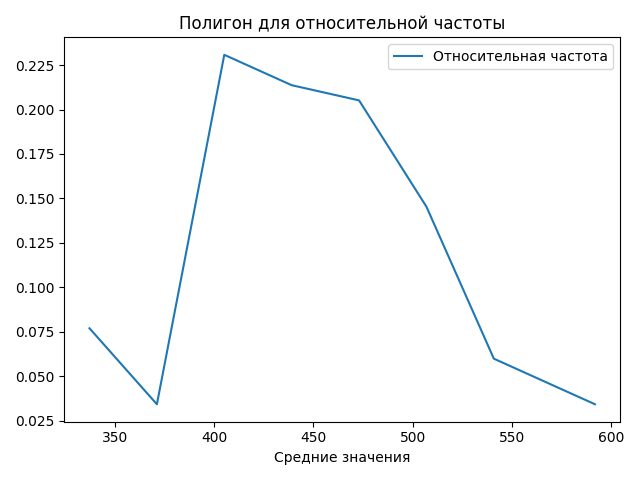 Полигон для относительной частоты
Относительная частота
0.225
0.200
0.175
0.150
0.125
0.100
0.075
0.050
0.025
350 400 450 500 550 600
Средние значения